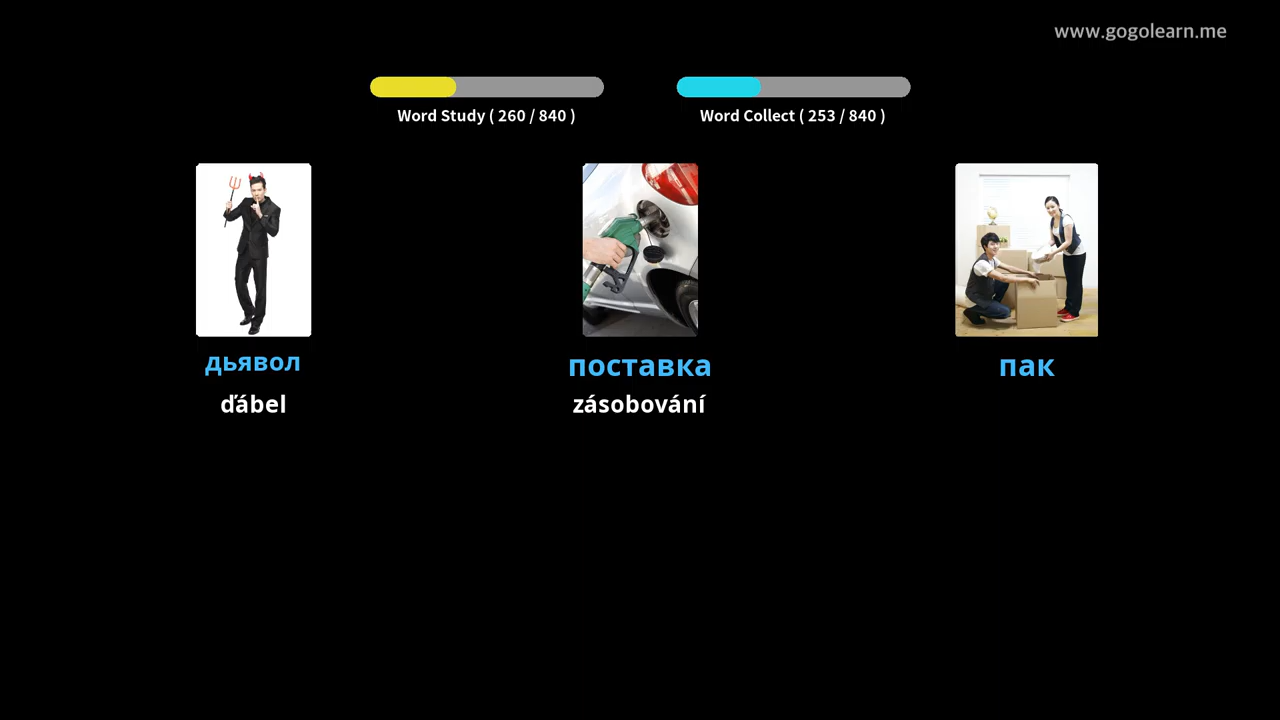 www.gogolearn.me
Word Study ( 260 / 840 )
Word Collect ( 253 / 840 )
дьявол
ďábel
поставка
zásobování
пак